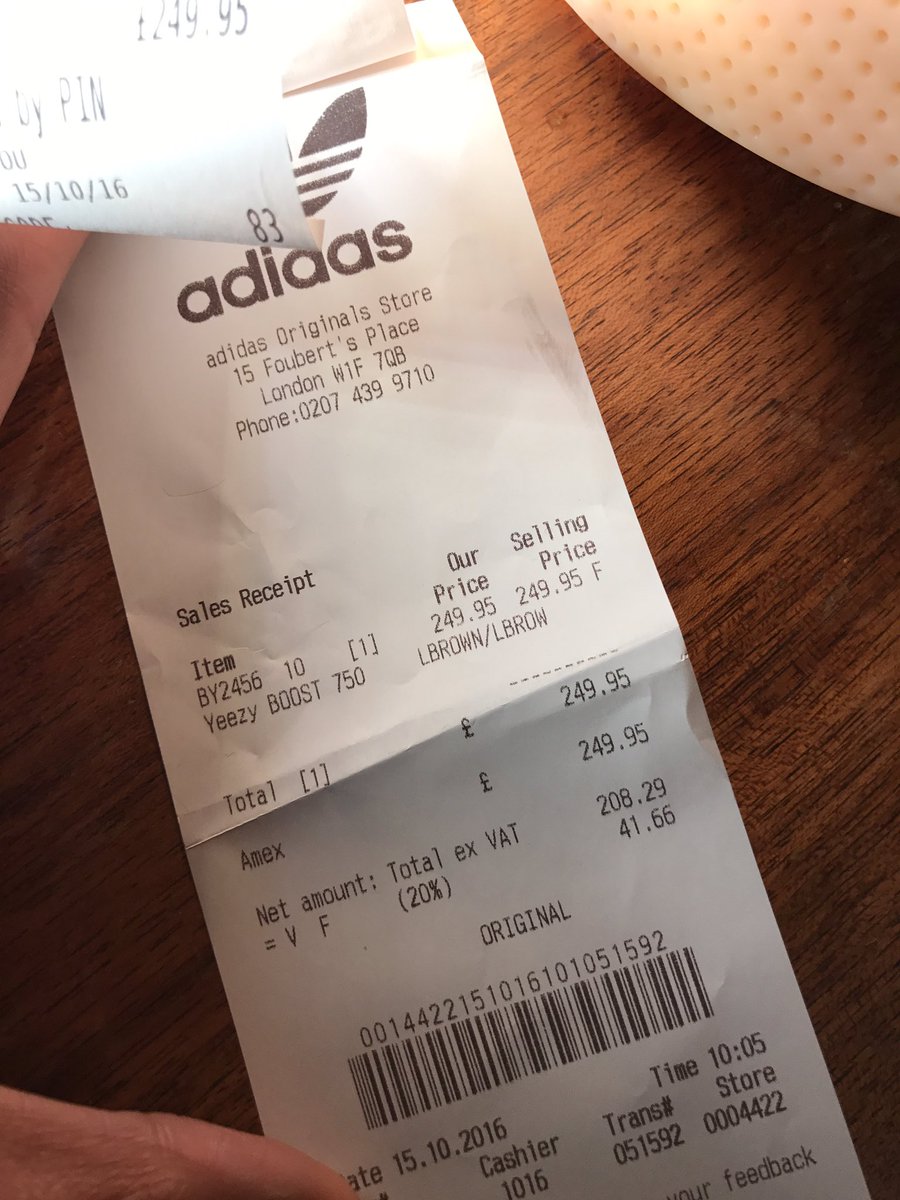 £249.95
by PIN
15/10/16
83
adidas
adidas Originals Store
15 Foubert's Place
London W1F 7QB
Phone:0207 439 9710
Sales Receipt Our Selling
Price Price
Item 249.95 249.95 F
BY2456 10 [1] LBROWN/LBROW
Yeezy BOOST 750
£ 249.95
Total [1]
£ 249.95
Amex
208.29
Net amount: Total ex VAT 41.66
= V F (20%)
ORIGINAL
0014422151016101051592
Time 10:05
ate 15.10.2016 Trans# Store
Cashier 051592 0004422
# 1016
your feedback